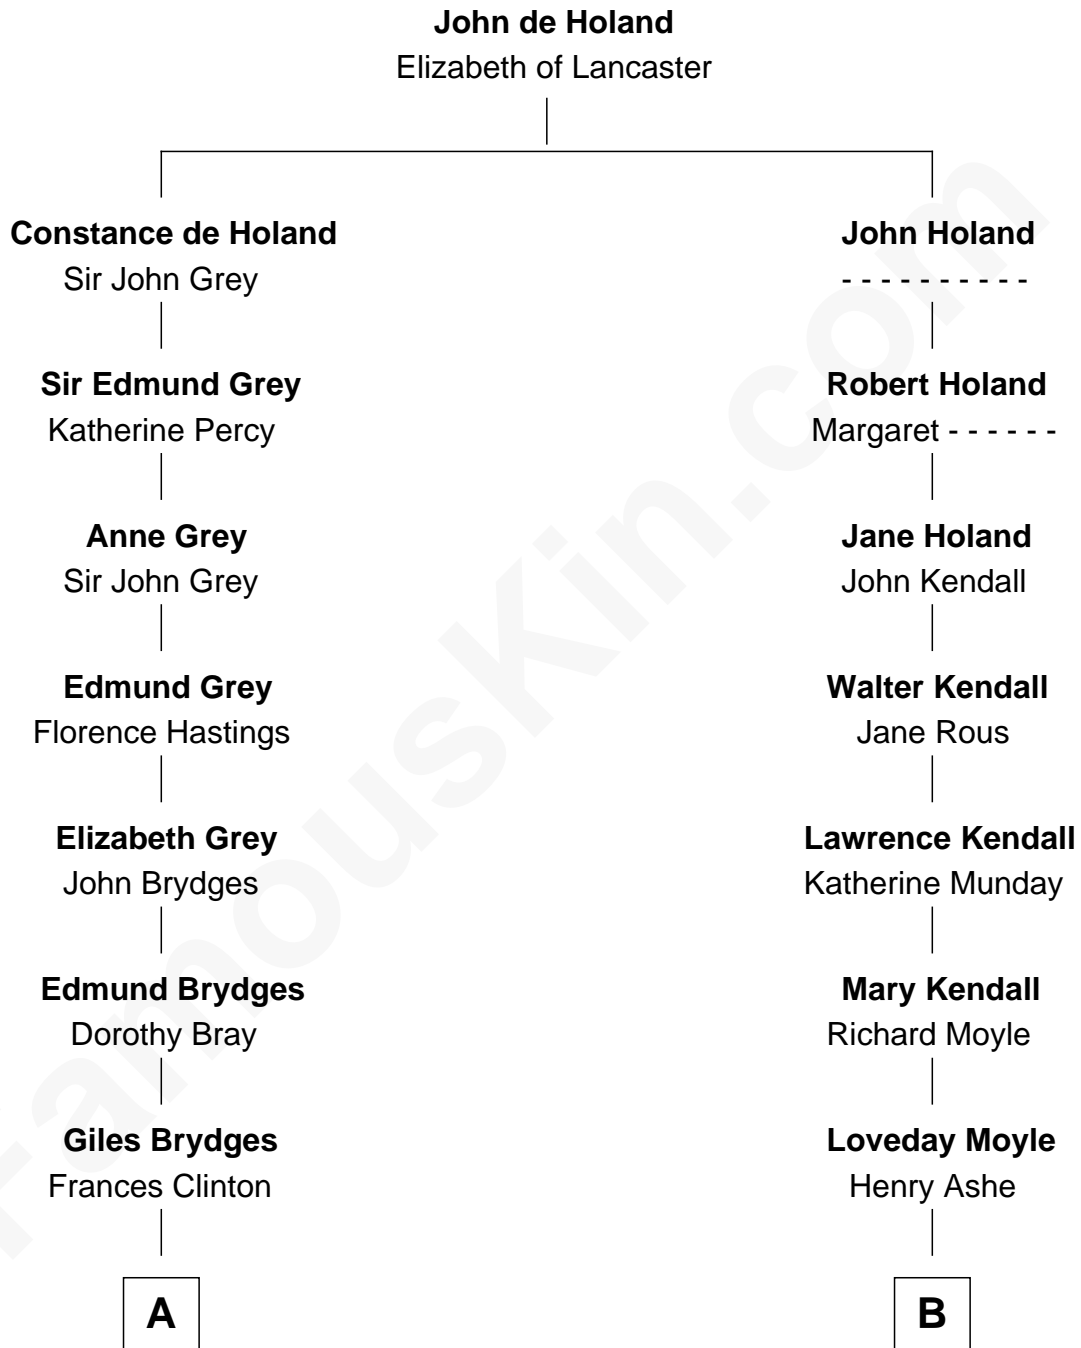 John de Holand
Elizabeth of Lancaster
Constance de Holand
Sir John Grey
John Holand
- - - - - - - - - -
Sir Edmund Grey
Katherine Percy
Robert Holand
Margaret - - - - - -
Anne Grey
Sir John Grey
Jane Holand
John Kendall
Edmund Grey
Florence Hastings
Walter Kendall
Jane Rous
Elizabeth Grey
John Brydges
Lawrence Kendall
Katherine Munday
Edmund Brydges
Dorothy Bray
Mary Kendall
Richard Moyle
Giles Brydges
Frances Clinton
Loveday Moyle
Henry Ashe
A
B
FamousKin.com